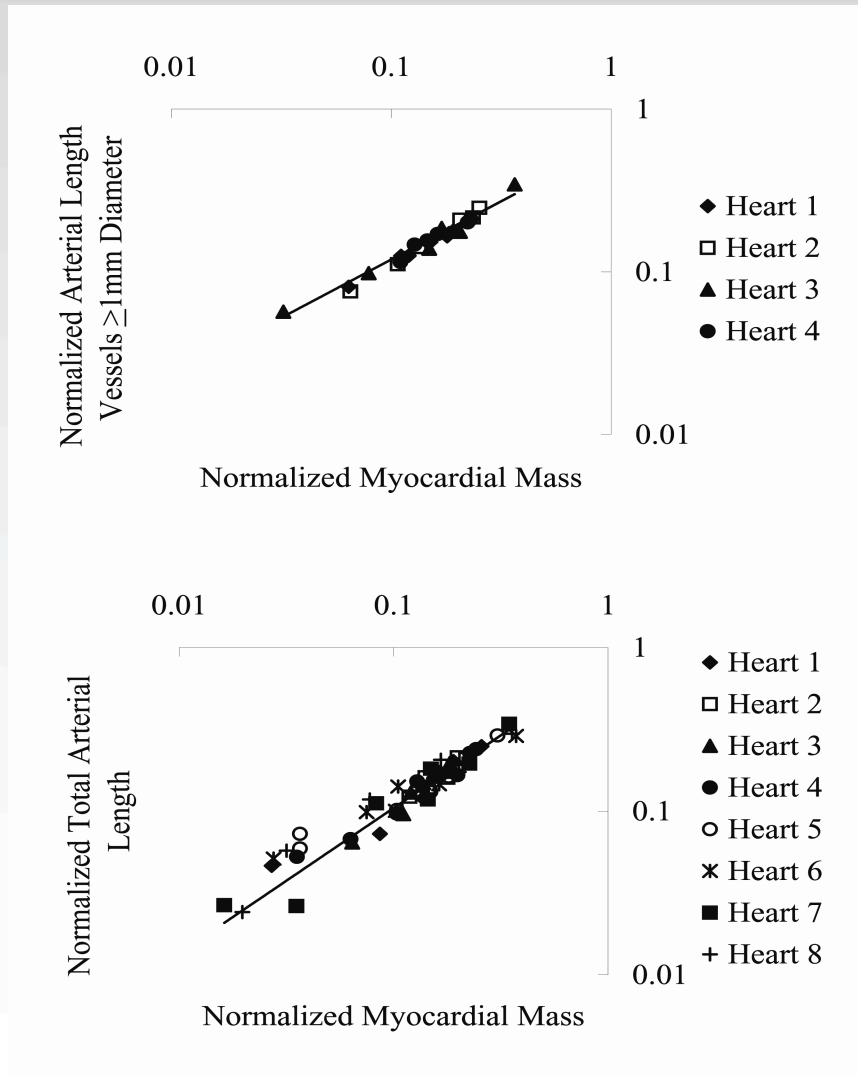 0.01 0.1 1
1
Normalized Arterial Length
Vessels ≥1mm Diameter
Heart 1
Heart 2
0.1
Heart 3
Heart 4
0.01
Normalized Myocardial Mass
0.01 0.1 1
1
Normalized Total Arterial
Length
Heart 1
Heart 2
Heart 3
Heart 4
0.1
Heart 5
Heart 6
Heart 7
Heart 8
0.01
Normalized Myocardial Mass